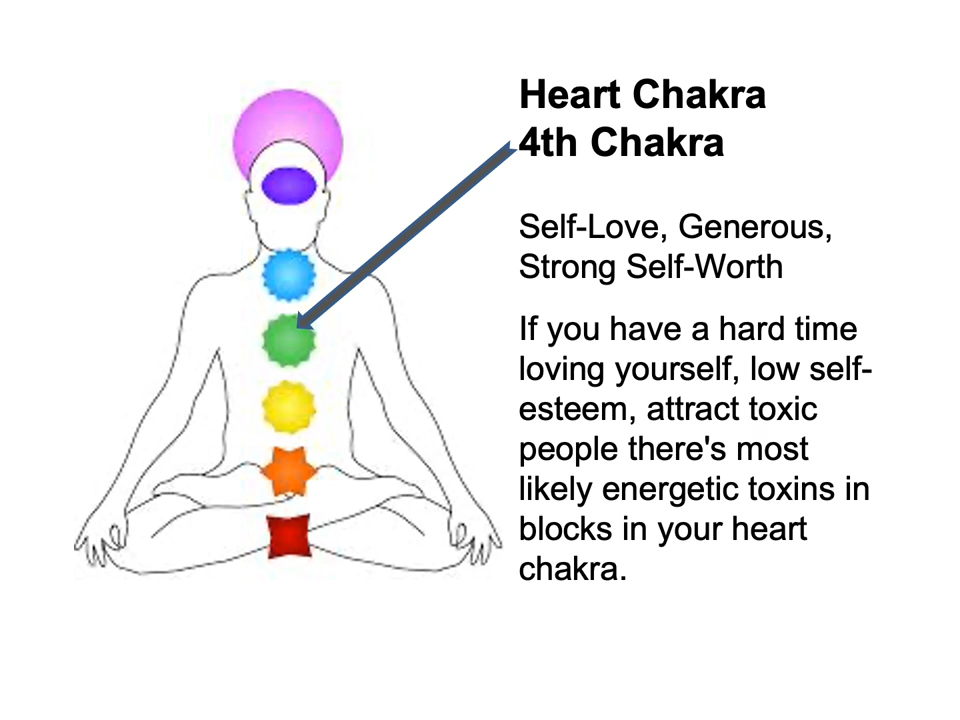 Heart Chakra
4th Chakra
Self-Love, Generous,
Strong Self-Worth
If you have a hard time
loving yourself, low self-
esteem, attract toxic
people there's most
likely energetic toxins in
blocks in your heart
chakra.